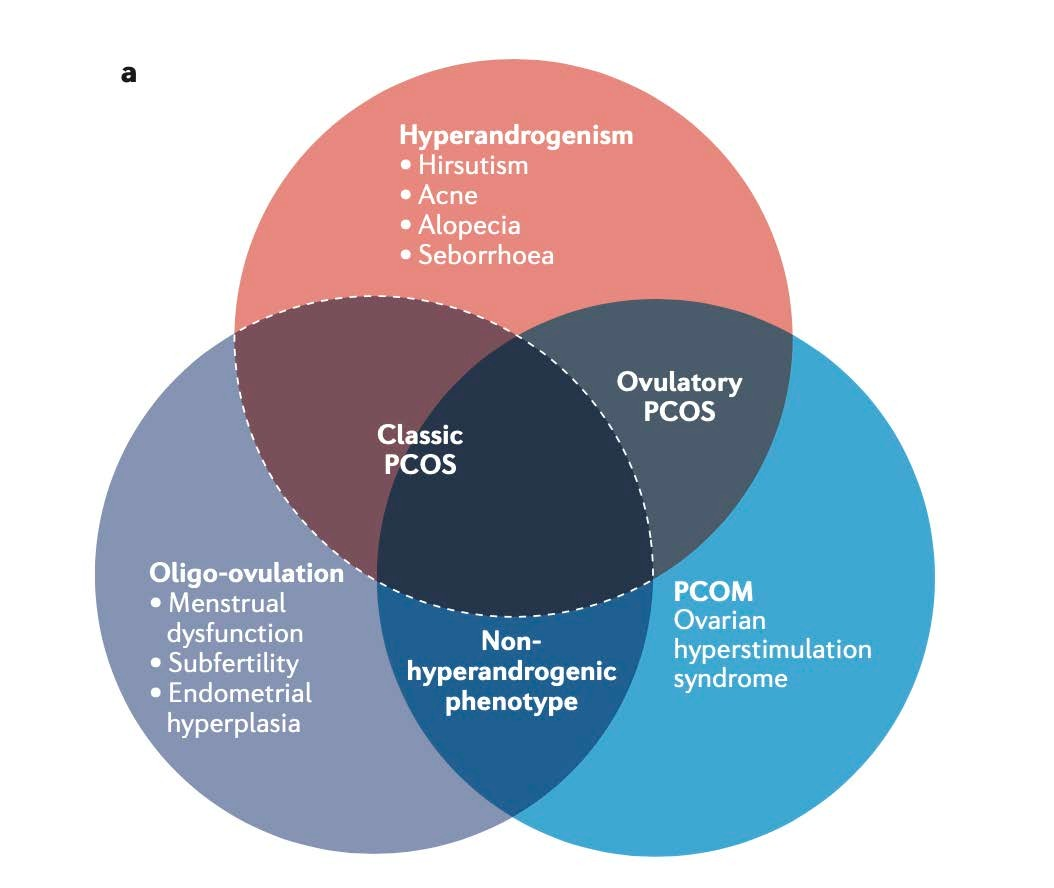 a
Hyperandrogenism
• Hirsutism
• Acne
• Alopecia
• Seborrhoea
Ovulatory
PCOS
Classic
PCOS
Oligo-ovulation
• Menstrual
dysfunction
• Subfertility
• Endometrial
hyperplasia
Non-
hyperandrogenic
phenotype
PCOM
Ovarian
hyperstimulation
syndrome